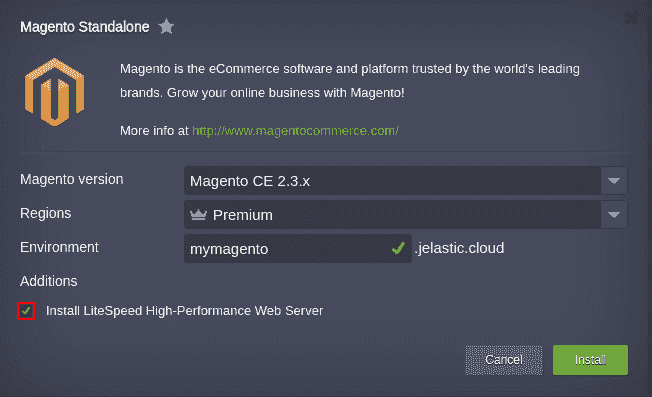 Magento Standalone
Magento is the eCommerce software and platform trusted by the world's leading
brands. Grow your online business with Magento!
More info at http://www.magentocommerce.com/
Magento version
Magento CE 2.3.x
Regions
Premium
Environment
mymagento
.jelastic.cloud
Additions
Install LiteSpeed High-Performance Web Server
Cancel
Install